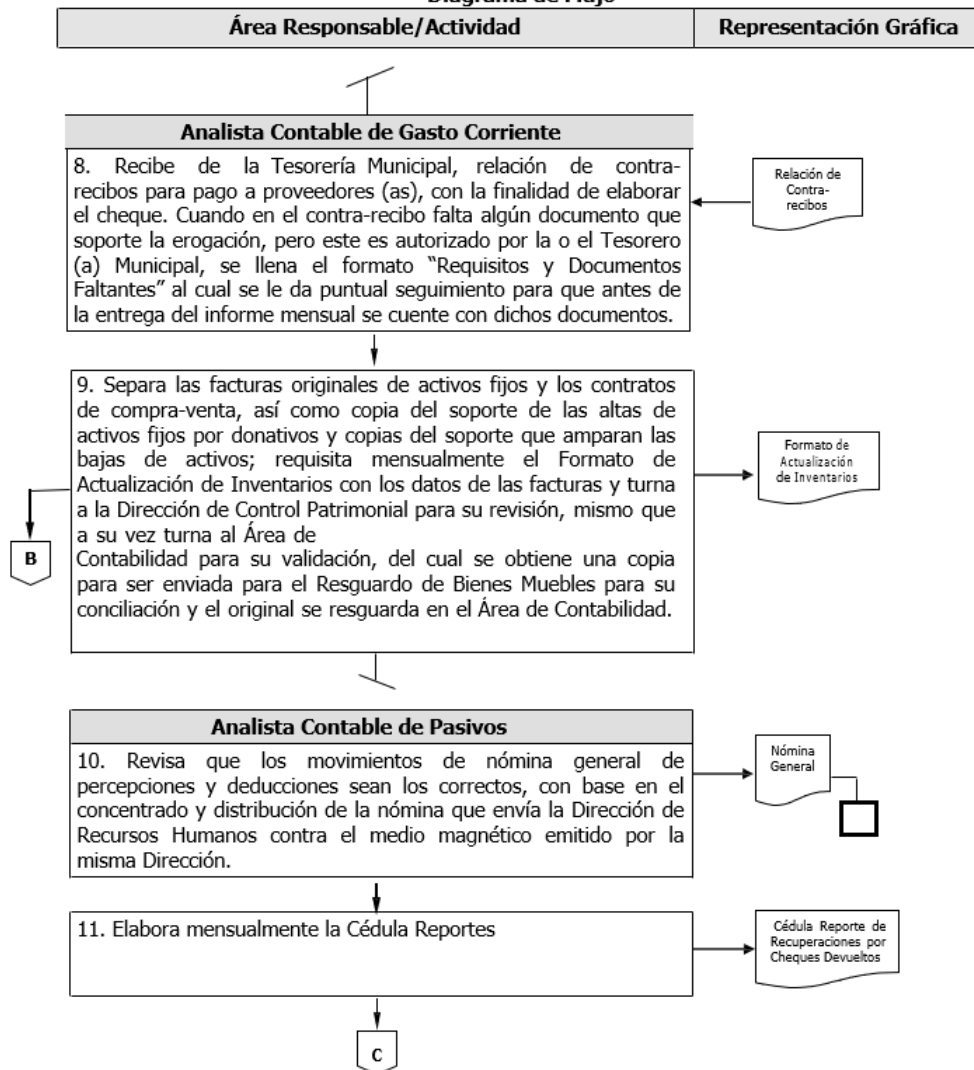 Diagrama de Flujo
Área Responsable/Actividad
Representación Gráfica
Analista Contable de Gasto Corriente
8. Recibe de la Tesorería Municipal, relación de contra-
recibos para pago a proveedores (as), con la finalidad de elaborar
el cheque. Cuando en el contra-recibo falta algún documento que
soporte la erogación, pero este es autorizado por la o el Tesorero
(a) Municipal, se llena el formato “Requisitos y Documentos
Faltantes” al cual se le da puntual seguimiento para que antes de
la entrega del informe mensual se cuente con dichos documentos.
Relación de
Contra-
recibos
9. Separa las facturas originales de activos fijos y los contratos
de compra-venta, así como copia del soporte de las altas de
activos fijos por donativos y copias del soporte que amparan las
bajas de activos; requisita mensualmente el Formato de
Actualización de Inventarios con los datos de las facturas y turna
a la Dirección de Control Patrimonial para su revisión, mismo que
a su vez turna al Área de
Contabilidad para su validación, del cual se obtiene una copia
para ser enviada para el Resguardo de Bienes Muebles para su
conciliación y el original se resguarda en el Área de Contabilidad.
Formato de
Actualización
de Inventarios
B
Analista Contable de Pasivos
10. Revisa que los movimientos de nómina general de
percepciones y deducciones sean los correctos, con base en el
concentrado y distribución de la nómina que envía la Dirección de
Recursos Humanos contra el medio magnético emitido por la
misma Dirección.
Nómina
General
11. Elabora mensualmente la Cédula Reportes
Cédula Reporte de
Recuperaciones por
Cheques Devueltos
C